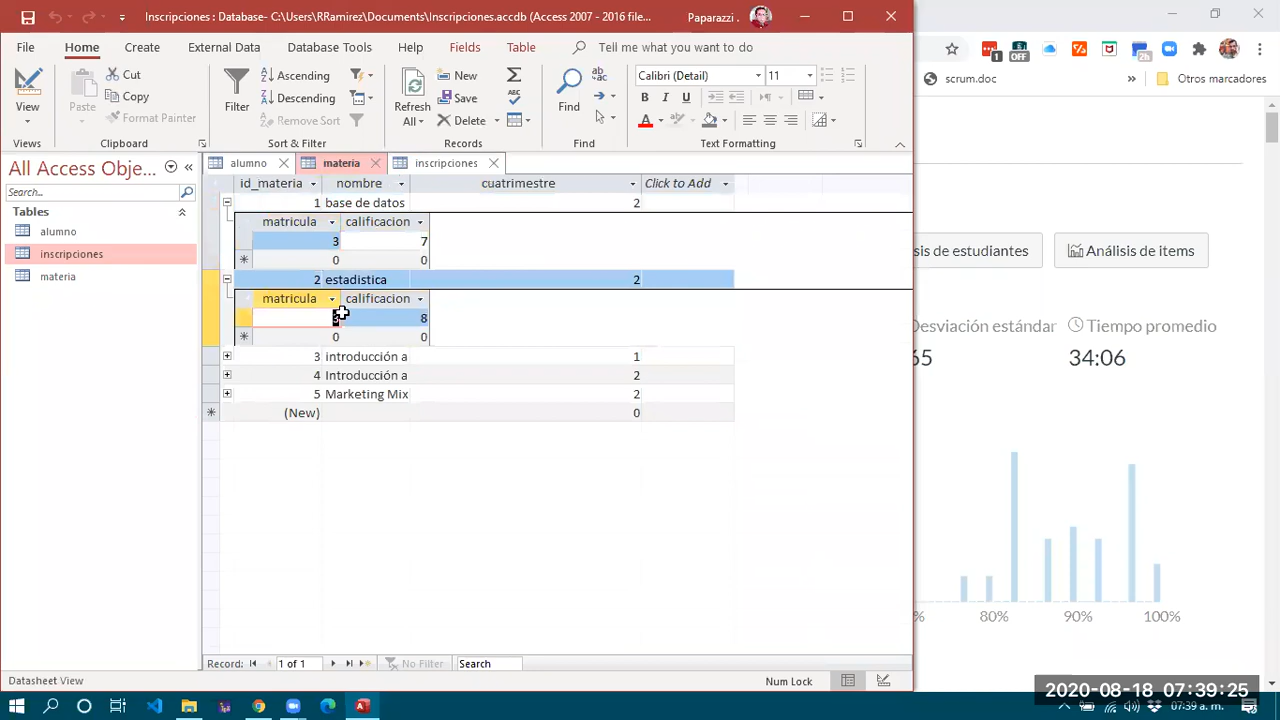 Inscripciones : Database- C:\Users\RRamirez\Documents\Inscripciones.accdb (Access 2007 - 2016 file...
Paparazzi .
File Home Create External Data Database Tools Help Fields Table Tell me what you want to do
View
Views
Paste
Cut
Copy
Format Painter
Clipboard
Filter
Ascending
Descending
Remove Sort
Sort & Filter
Refresh
All
New
Save
Delete
Records
Find
Find
Calibri (Detail) 11
B I U
A
Text Formatting
1 OFF 2h
scrum.doc » Otros marcadores
All Access Obje... «
Search...
Tables
alumno
inscripciones
materia
alumno materia inscripciones
id_materia nombre cuatrimestre Click to Add
1 base de datos 2
matricula calificacion
3 7
0 0
2 estadistica 2
matricula calificacion
8
0 0
3 introducción a 1
4 Introducción a 2
5 Marketing Mix 2
(New) 0
Record: 1 of 1 No Filter Search
Datasheet View Num Lock
sis de estudiantes Análisis de items
Desviación estándar Tiempo promedio
65 34:06
% 80% 90% 100%
2020-08-18 07:39:25
07:39 a. m.